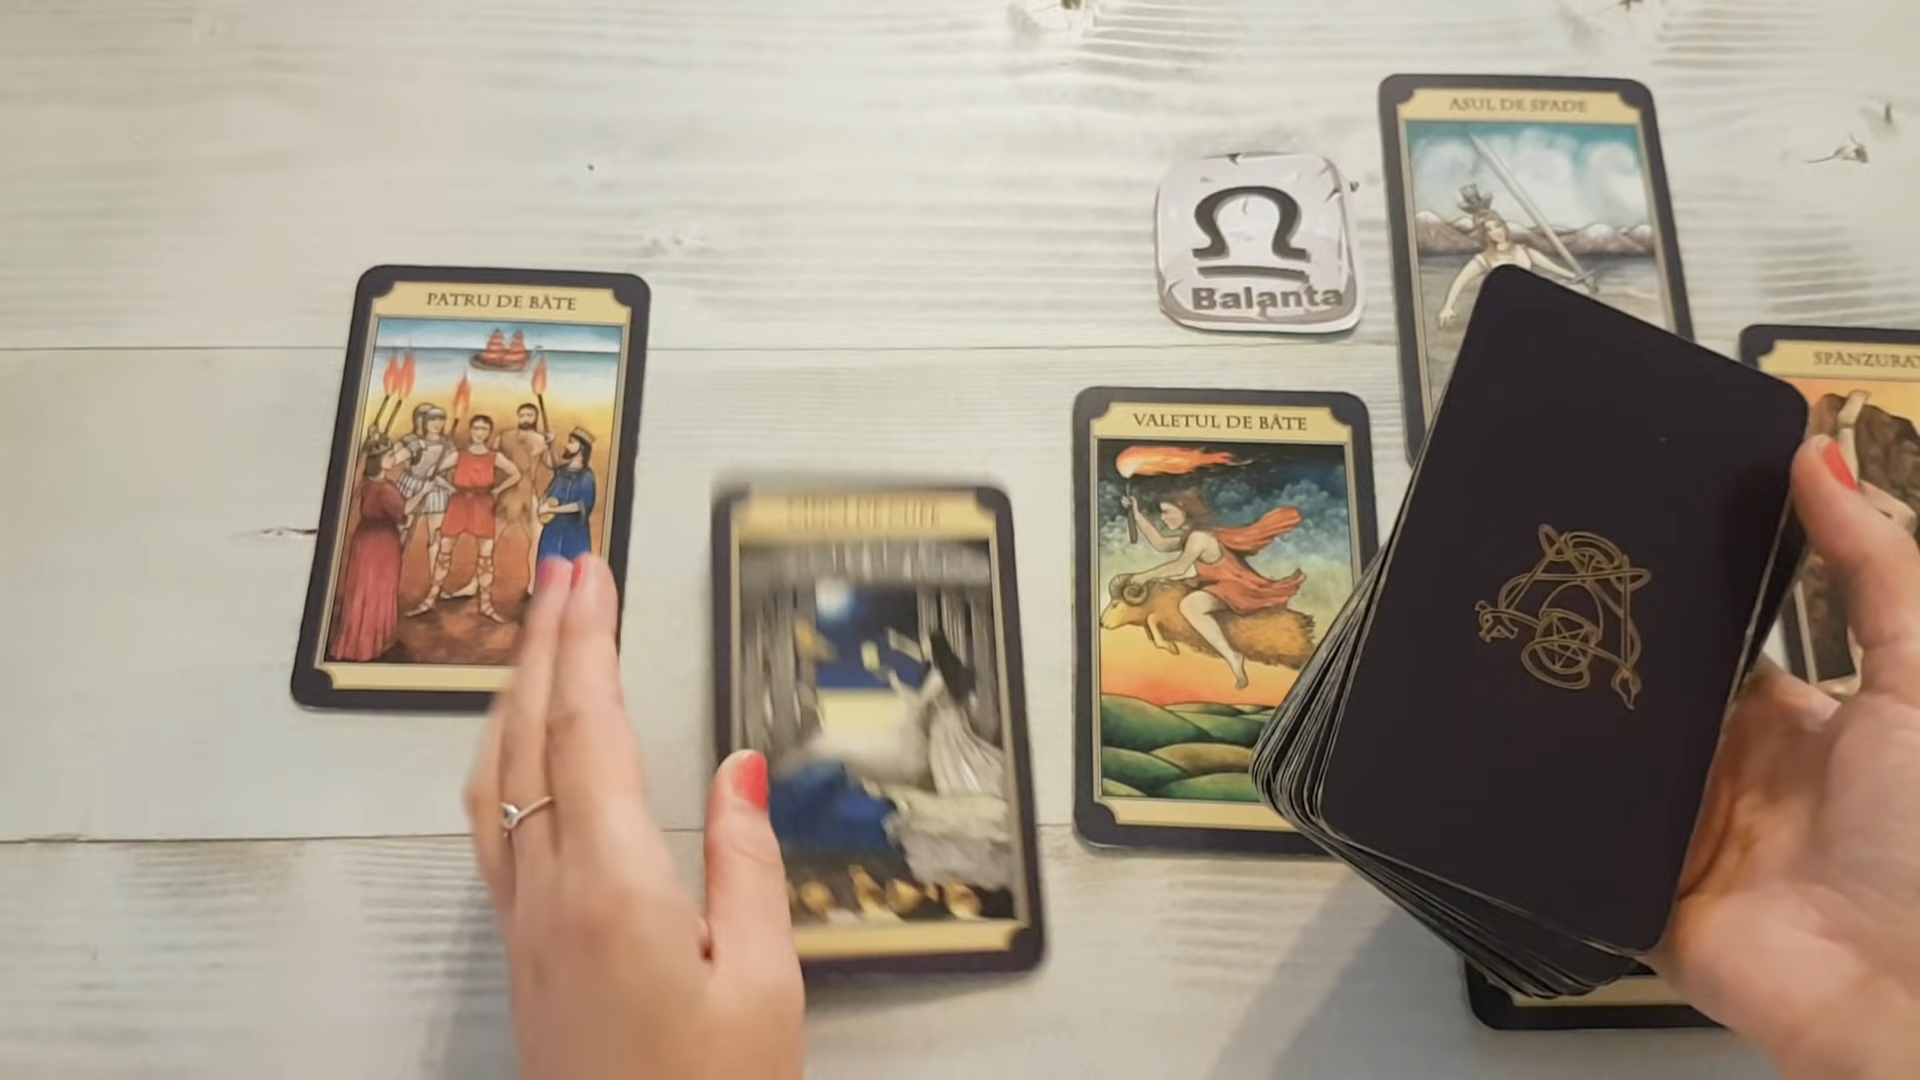 ASUL DE SPADE
Balanta
PATRU DE BÂTE
SPÂNZURAT
VALETUL DE BÂTE